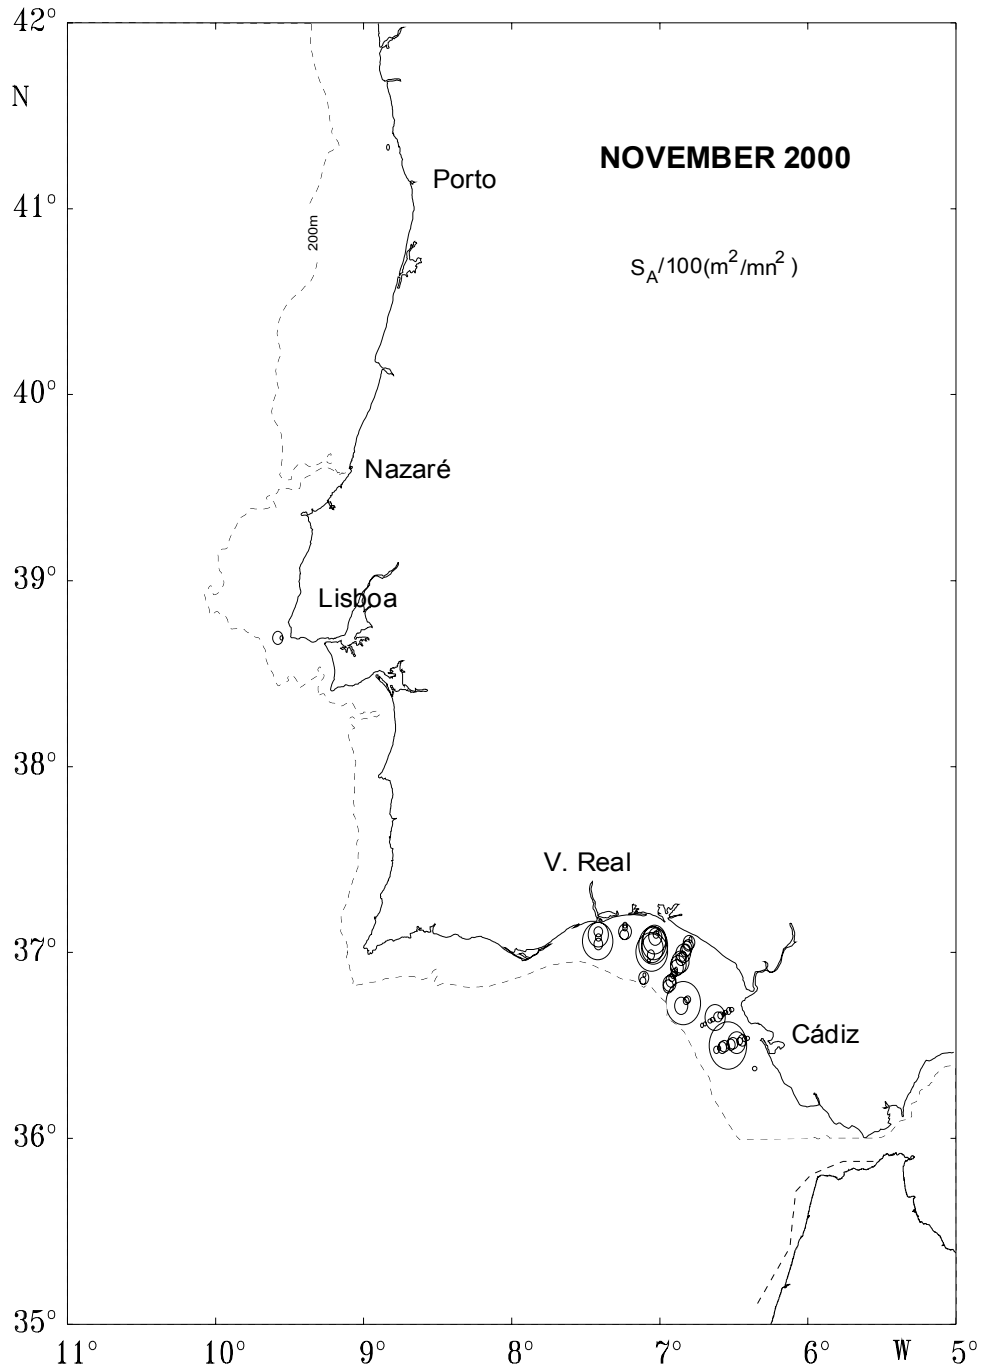 42°
N
NOVEMBER 2000
Porto
41°
200m
S_A/100(m²/mn²)
40°
Nazaré
39°
Lisboa
38°
V. Real
37°
Cádiz
36°
35°
11° 10° 9° 8° 7° 6° W 5°